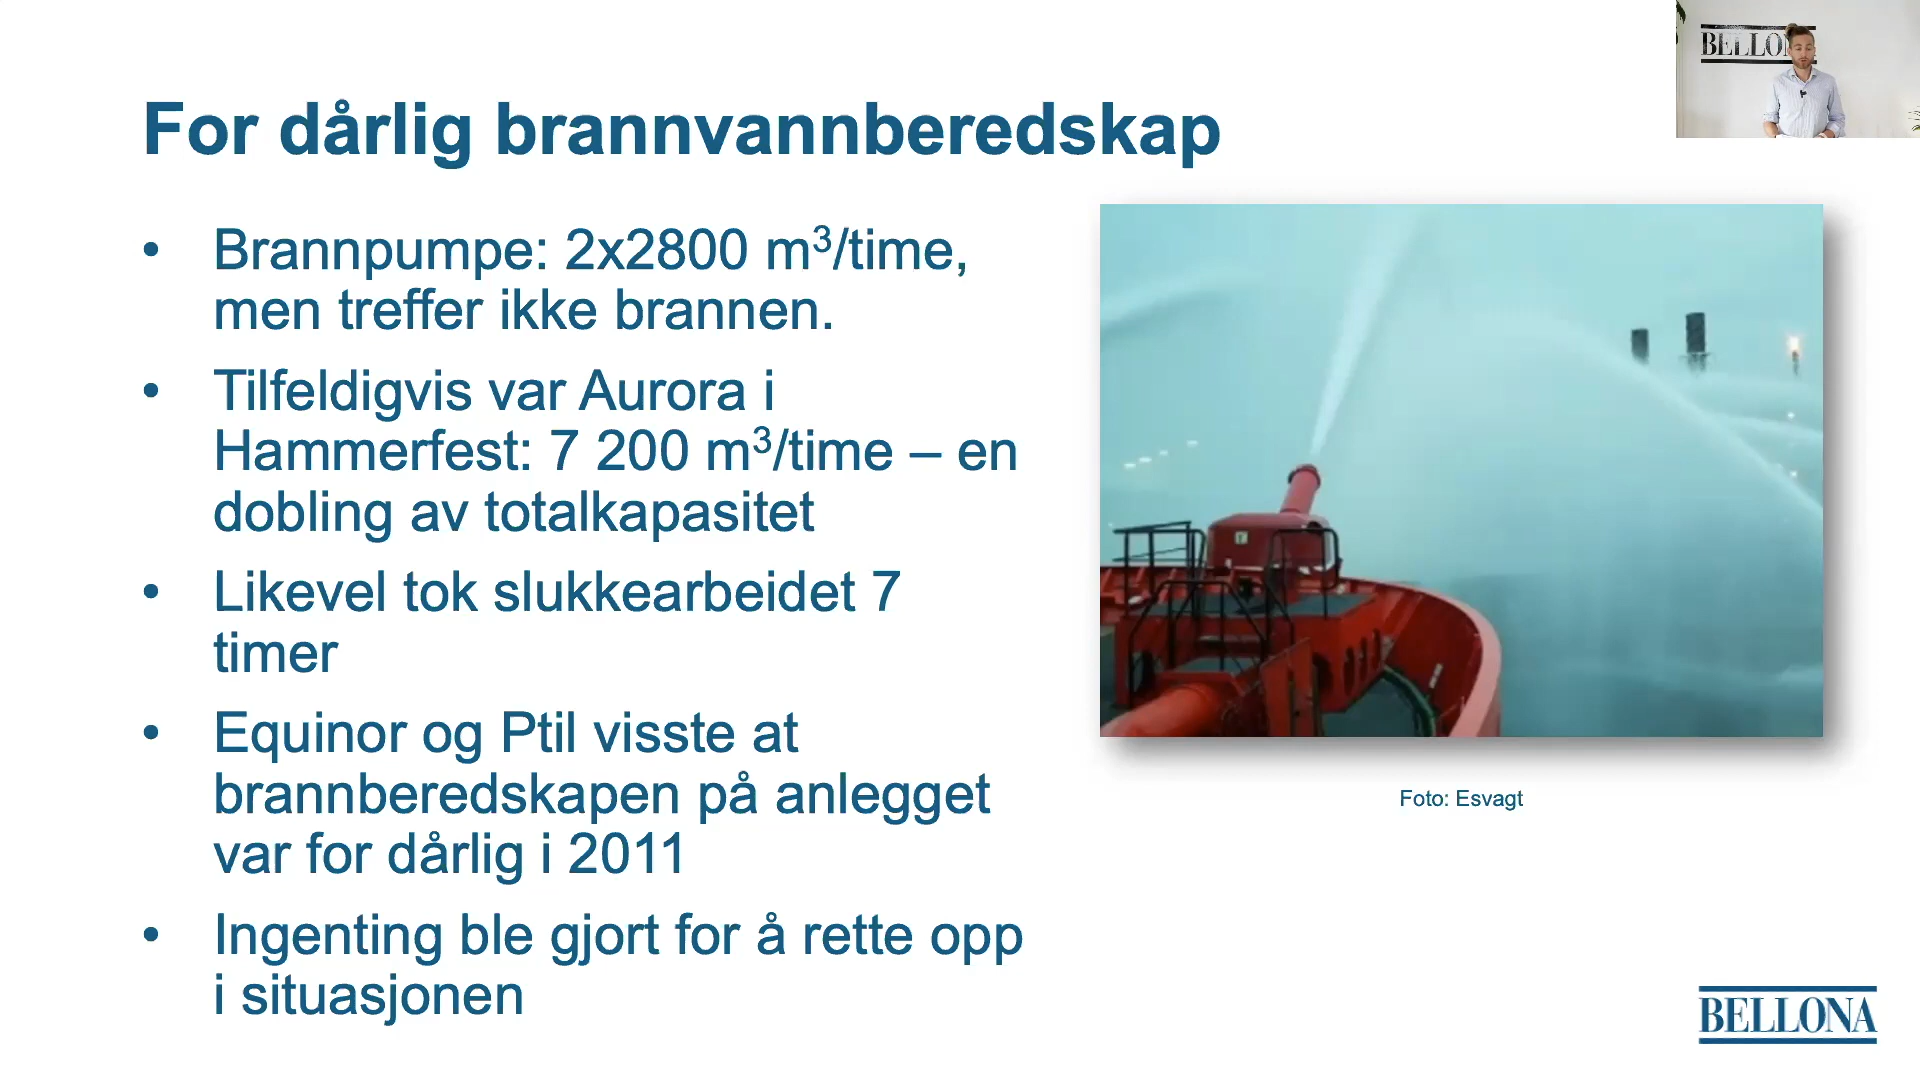 BELLONA
For dårlig brannvannberedskap
• Brannpumpe: 2x2800 m³/time,
men treffer ikke brannen.
• Tilfeldigvis var Aurora i
Hammerfest: 7 200 m³/time – en
dobling av totalkapasitet
• Likevel tok slukkearbeidet 7
timer
• Equinor og Ptil visste at
brannberedskapen på anlegget
var for dårlig i 2011
• Ingenting ble gjort for å rette opp
i situasjonen
Foto: Esvagt
BELLONA